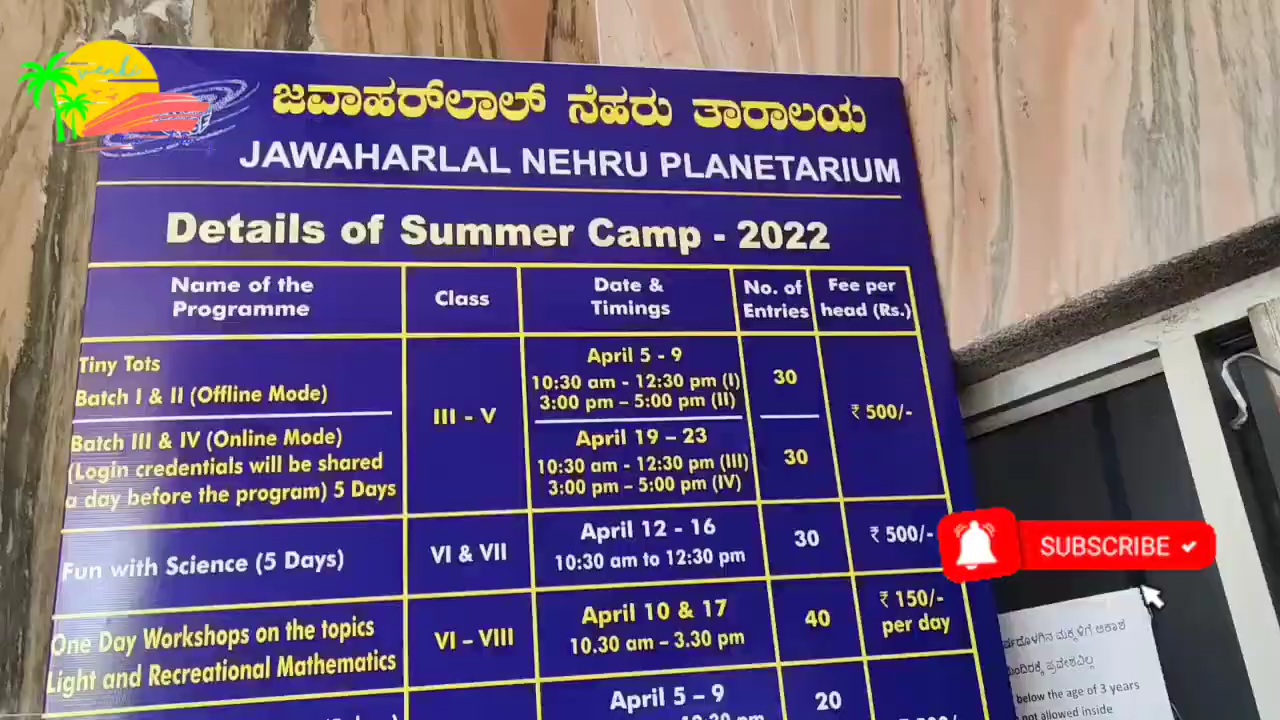 venki
ಜವಾಹರ್‌ಲಾಲ್ ನೆಹರು ತಾರಾಲಯ
JAWAHARLAL NEHRU PLANETARIUM
Details of Summer Camp - 2022
Name of the Programme
Class
Date & Timings
No. of Entries
Fee per head (Rs.)
Tiny Tots
Batch I & II (Offline Mode)
III - V
April 5 - 9
10:30 am - 12:30 pm (I)
3:00 pm – 5:00 pm (II)
30
₹ 500/-
Batch III & IV (Online Mode)
(Login credentials will be shared
a day before the program) 5 Days
April 19 – 23
10:30 am - 12:30 pm (III)
3:00 pm – 5:00 pm (IV)
30
Fun with Science (5 Days)
VI & VII
April 12 - 16
10:30 am to 12:30 pm
30
₹ 500/-
One Day Workshops on the topics
Light and Recreational Mathematics
VI – VIII
April 10 & 17
10.30 am – 3.30 pm
40
₹ 150/-
per day
April 5 – 9
20
SUBSCRIBE
ಮಕ್ಕಳಿಗೆ ಆಕಾಶ
ಮಂದಿರಕ್ಕೆ ಪ್ರವೇಶವಿಲ್ಲ
below the age of 3 years
not allowed inside